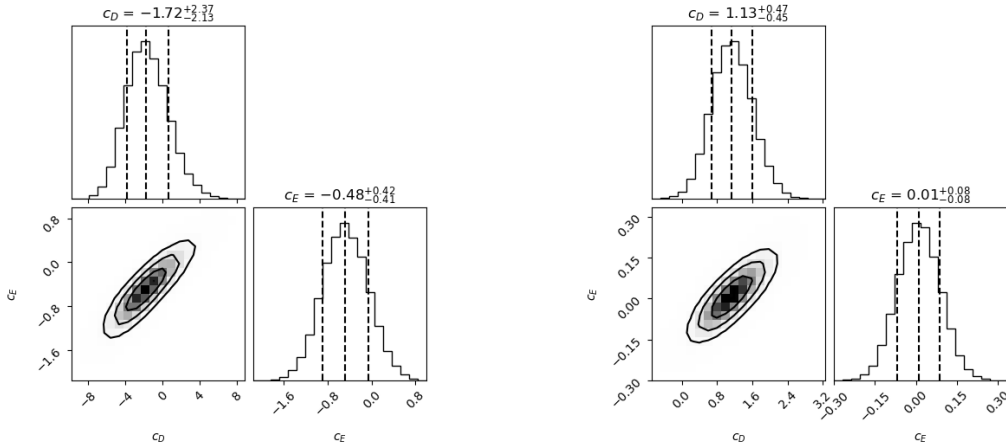 c_D = −1.72^{+2.37}_{−2.13}
c_E = −0.48^{+0.42}_{−0.41}
0.8
0.0
−0.8
−1.6
c_E
−8 −4 0 4 8
−1.6 −0.8 0.0 0.8
c_D c_E
c_D = 1.13^{+0.47}_{−0.45}
c_E = 0.01^{+0.08}_{−0.08}
0.30
0.15
0.00
−0.15
−0.30
c_E
0.0 0.8 1.6 2.4 3.2
−0.30 −0.15 0.00 0.15 0.30
c_D c_E